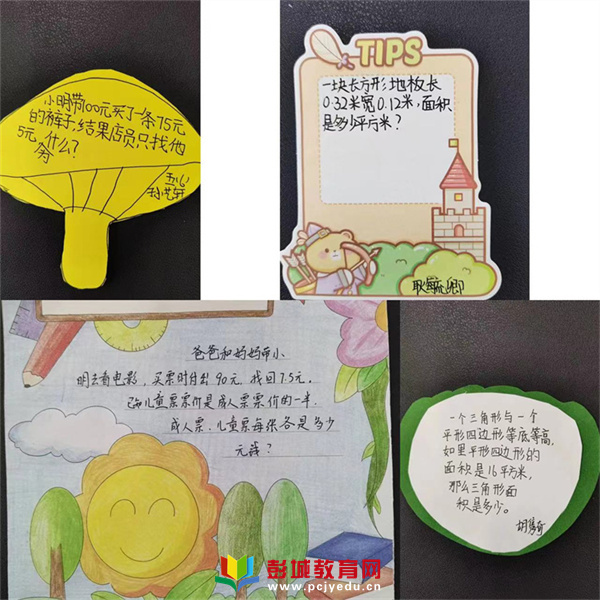 小明带100元买了一条75元
的裤子,结果店员只找他
5元,为什么?
TIPS
一块长方形地板长
0.32米宽0.12米,面积
是多少平方米?
耿毓卿
爸爸和妈妈带小
明去看电影,买票时付出90元,找回7.5元。
已知儿童票票价是成人票票价的一半,
成人票、儿童票每张各是多少
元钱?
一个三角形与一个
平形四边形等底等高,
如果平形四边形的
面积是16平方米,
那么三角形面
积是多少。
彭城教育网
www.pcjyedu.cn